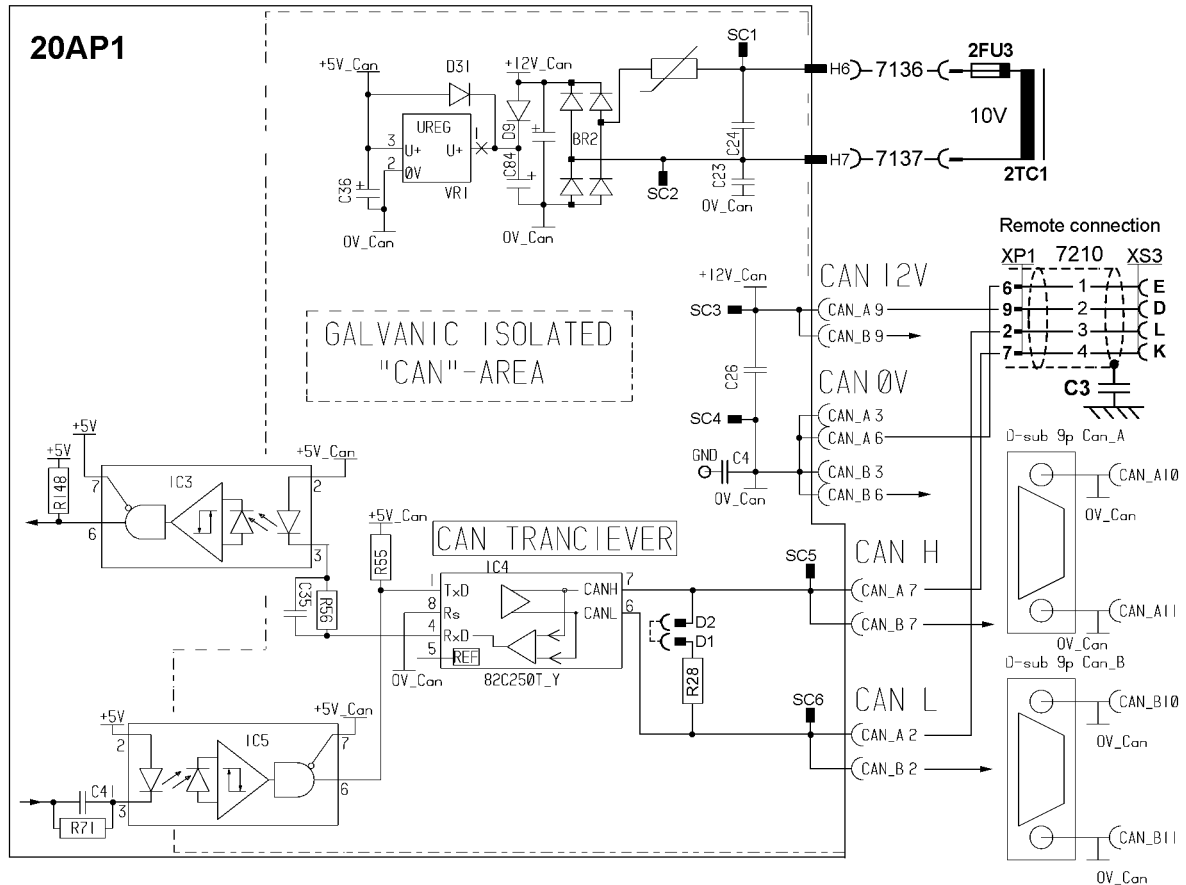 20AP1
SC1
+5V_Can
D31
+12V_Can
H6
7136
2FU3
10V
UREG
3
U+
U+
1
2
0V
VR1
C36
D9
C84
BR2
C24
H7
7137
2TC1
SC2
C23
0V_Can
0V_Can
0V_Can
Remote connection
XP1
7210
XS3
6
1
E
9
2
D
2
3
L
7
4
K
C3
+12V_Can
CAN 12V
SC3
CAN_A 9
CAN_B 9
GALVANIC ISOLATED
"CAN"-AREA
C26
CAN 0V
SC4
CAN_A 3
CAN_A 6
GND
C4
CAN_B 3
0V_Can
CAN_B 6
D-sub 9p Can_A
CAN_A10
0V_Can
CAN_A11
0V_Can
+5V
+5V
R148
7
IC3
2
+5V_Can
6
3
C35
R56
+5V_Can
R55
CAN TRANCIEVER
IC4
1
TxD
CANH
7
8
Rs
CANL
6
4
RxD
5
REF
0V_Can
82C250T_Y
D2
D1
R28
SC5
CAN H
CAN_A 7
CAN_B 7
SC6
CAN L
CAN_A 2
CAN_B 2
D-sub 9p Can_B
CAN_B10
0V_Can
CAN_B11
0V_Can
+5V
2
IC5
+5V_Can
7
6
3
C41
R71